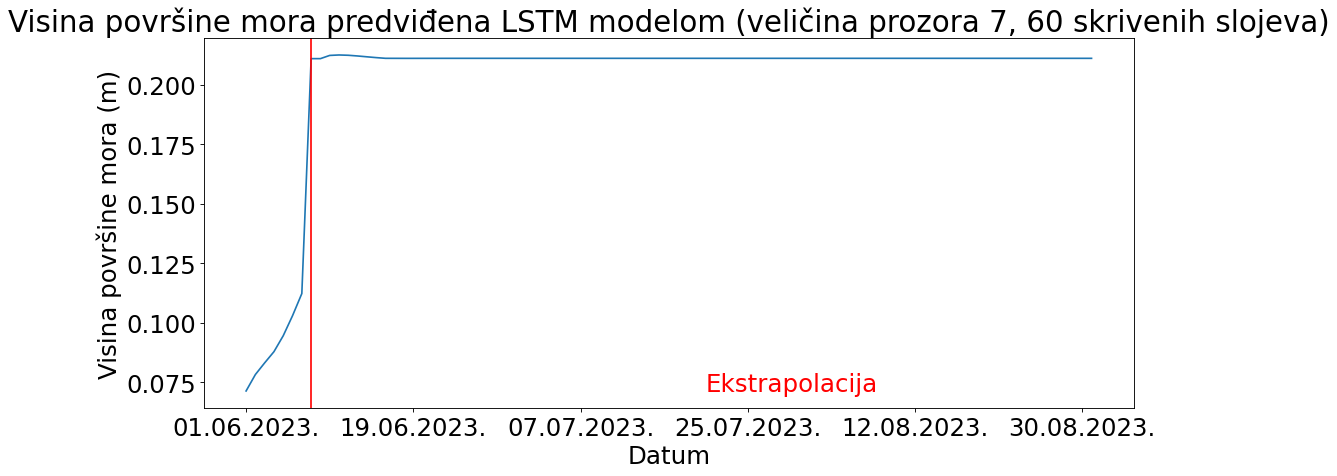 Visina površine mora predviđena LSTM modelom (veličina prozora 7, 60 skrivenih slojeva)
Visina površine mora (m)
0.200
0.175
0.150
0.125
0.100
0.075
Ekstrapolacija
01.06.2023. 19.06.2023. 07.07.2023. 25.07.2023. 12.08.2023. 30.08.2023.
Datum